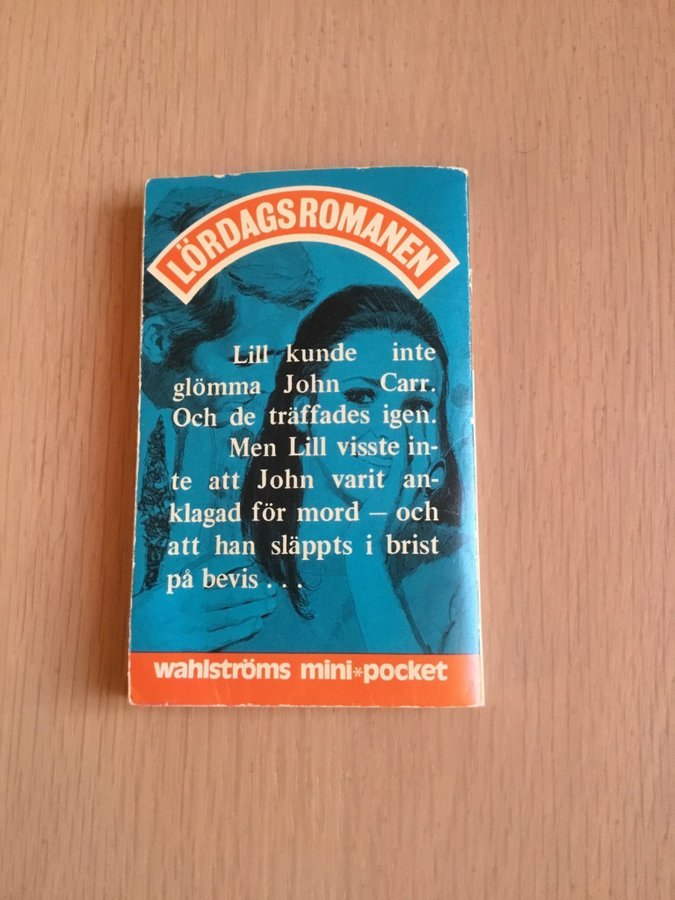 LÖRDAGSROMANEN
Lill kunde inte
glömma John Carr.
Och de träffades igen.
Men Lill visste in-
te att John varit an-
klagad för mord – och
att han släppts i brist
på bevis . . .
wahlströms mini*pocket